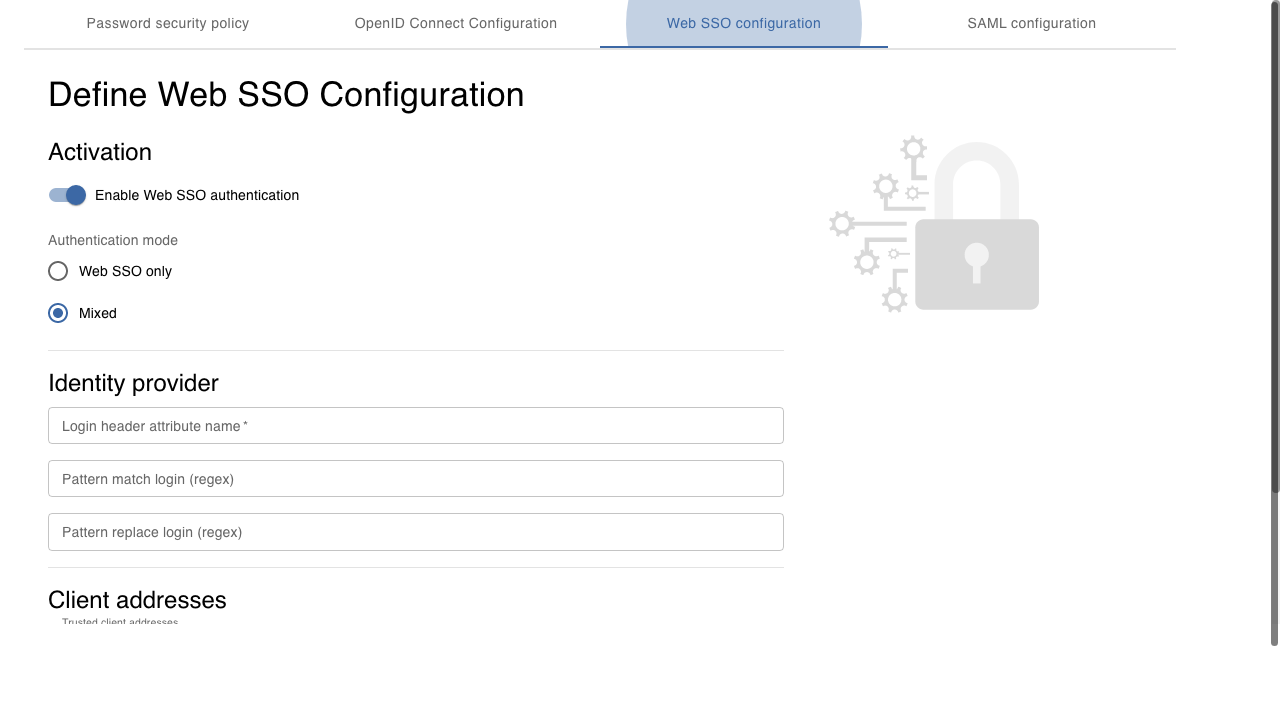 Password security policy
OpenID Connect Configuration
Web SSO configuration
SAML configuration
Define Web SSO Configuration
Activation
Enable Web SSO authentication
Authentication mode
Web SSO only
Mixed
Identity provider
Login header attribute name *
Pattern match login (regex)
Pattern replace login (regex)
Client addresses
Trusted client addresses